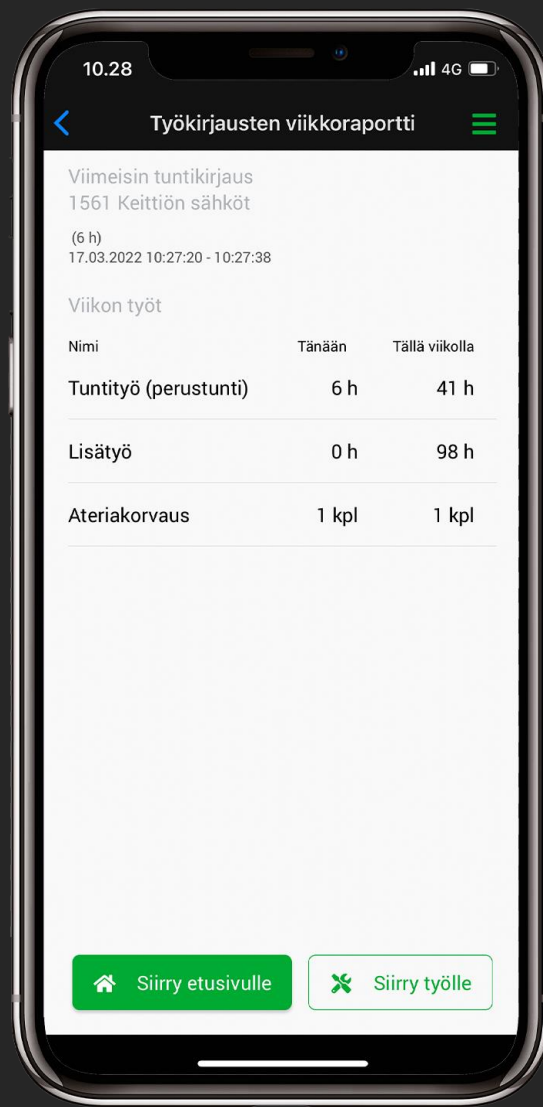 10.28
4G
Työkirjausten viikkoraportti
Viimeisin tuntikirjaus
1561 Keittiön sähköt
(6 h)
17.03.2022 10:27:20 - 10:27:38
Viikon työt
Nimi Tänään Tällä viikolla
Tuntityö (perustunti) 6 h 41 h
Lisätyö 0 h 98 h
Ateriakorvaus 1 kpl 1 kpl
Siirry etusivulle Siirry työlle